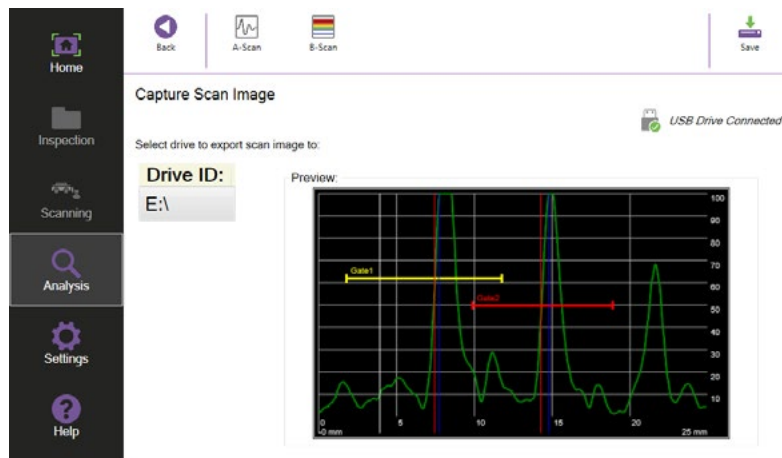 Home
Inspection
Scanning
Analysis
Settings
Help
Back
A-Scan
B-Scan
Save
Capture Scan Image
USB Drive Connected
Select drive to export scan image to:
Drive ID:
E:\
Preview:
100
90
80
70
60
50
40
30
20
10
Gate1
Gate2
0 5 10 15 20
0 mm 25 mm